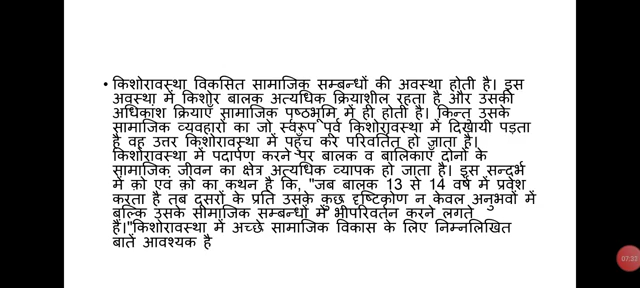 • किशोरावस्था विकसित सामाजिक सम्बन्धों की अवस्था होती है। इस
अवस्था में किशोर बालक अत्यधिक क्रियाशील रहता है और उसकी
अधिकाश क्रियाएँ सामाजिक पृष्ठभूमि में ही होती है। किन्तु उसके
सामाजिक व्यवहारों का जो स्वरूप पूर्व किशोरावस्था में दिखायी पड़ता
है वह उत्तर किशोरावस्था में पहुँच कर परिवर्तित हो जाता है।
किशोरावस्था में पदार्पण करने पर बालक व बालिकाएँ दोनों के
सामाजिक जीवन का क्षेत्र अत्यधिक व्यापक हो जाता है। इस सन्दर्भ
में क्रो एवं क्रो का कथन है कि, "जब बालक 13 से 14 वर्ष में प्रवेश
करता है तब दूसरों के प्रति उसके कुछ दृष्टिकोण न केवल अनुभवों में
बल्कि उसके सामाजिक सम्बन्धों में भीपरिवर्तन करने लगते
हैं।"किशोरावस्था में अच्छे सामाजिक विकास के लिए निम्नलिखित
बातें आवश्यक है
07:33